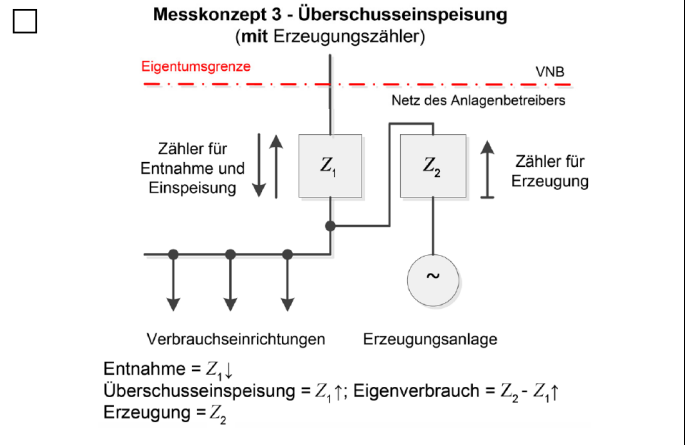 Messkonzept 3 - Überschusseinspeisung
(mit Erzeugungszähler)
Eigentumsgrenze
VNB
Netz des Anlagenbetreibers
Zähler für
Entnahme und
Einspeisung
Z₁
Z₂
Zähler für
Erzeugung
~
Verbrauchseinrichtungen
Erzeugungsanlage
Entnahme = Z₁↓
Überschusseinspeisung = Z₁↑; Eigenverbrauch = Z₂ - Z₁↑
Erzeugung = Z₂